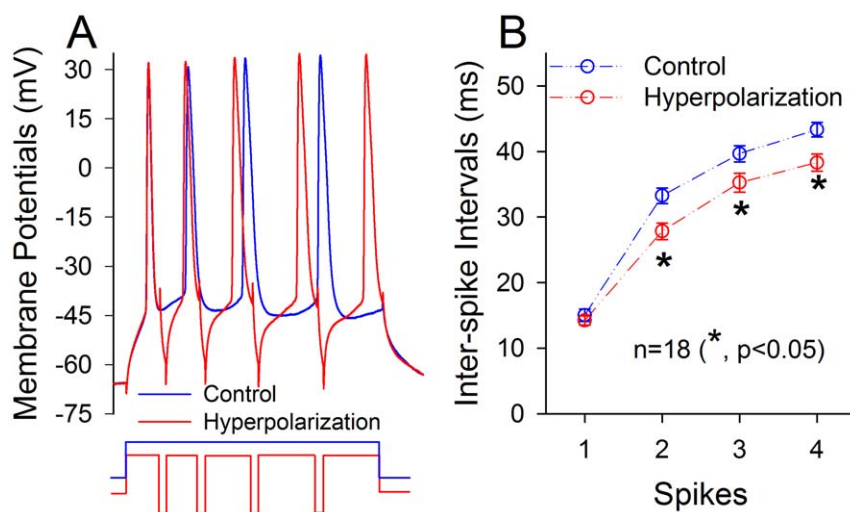 A
Membrane Potentials (mV)
30
15
0
-15
-30
-45
-60
-75
Control
Hyperpolarization
B
Inter-spike Intervals (ms)
50
40
30
20
10
0
Control
Hyperpolarization
*
*
*
n=18 (*, p<0.05)
1 2 3 4
Spikes